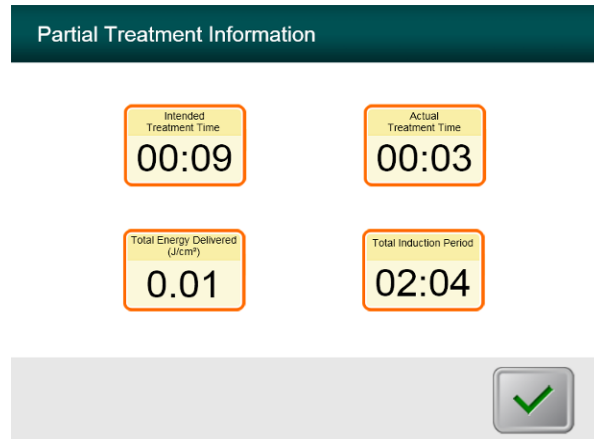 Partial Treatment Information
Intended
Treatment Time
00:09
Actual
Treatment Time
00:03
Total Energy Delivered
(J/cm²)
0.01
Total Induction Period
02:04